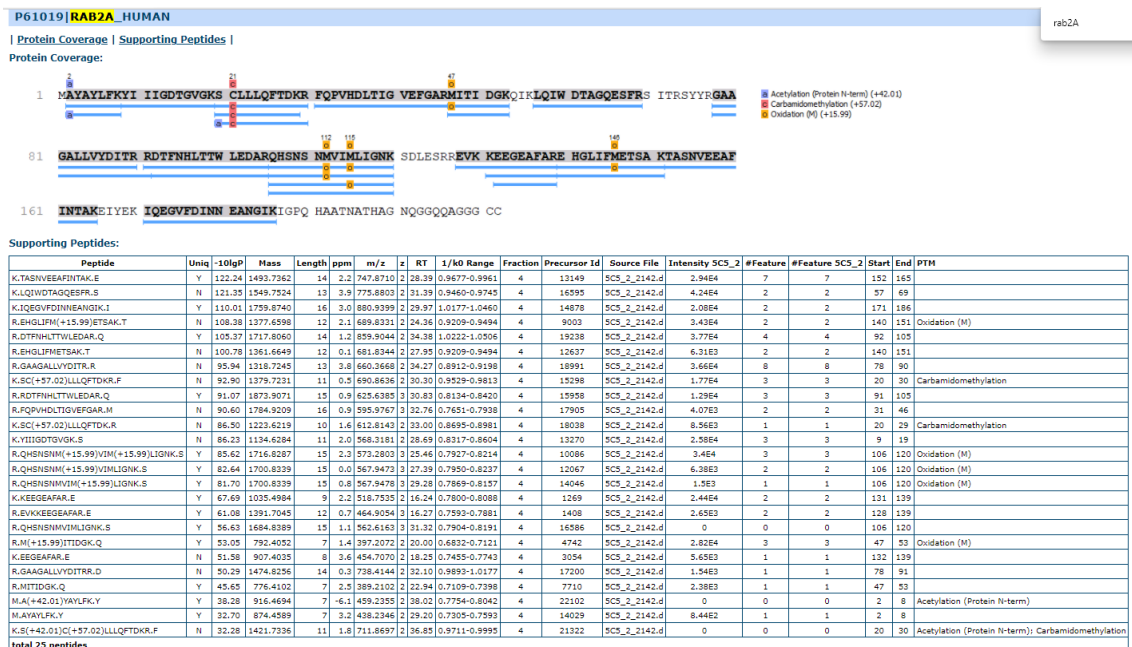 P61019|RAB2A_HUMAN
rab2A
| Protein Coverage | Supporting Peptides |
Protein Coverage:
2 21 47
a c o
1 MAYAYLFKYI IIGDTGVGKS CLLLQFTDKR FQPVHDLTIG VEFGARMITI DGKQIKLQIW DTAGQESFRS ITRSYYRGAA
c o
a c
a Acetylation (Protein N-term) (+42.01)
c Carbamidomethylation (+57.02)
o Oxidation (M) (+15.99)
112 115 146
o o o
81 GALLVYDITR RDTFNHLTTW LEDARQHSNS NMVIMLIGNK SDLESRREVK KEEGEAFARE HGLIFMETSA KTASNVEEAF
161 INTAKEIYEK IQEGVFDINN EANGIKIGPQ HAATNATHAG NQGGQQAGGG CC
Supporting Peptides:
Peptide Uniq -10lgP Mass Length ppm m/z z RT 1/k0 Range Fraction Precursor Id Source File Intensity 5C5_2 #Feature #Feature 5C5_2 Start End PTM
K.TASNVEEAFINTAK.E Y 122.24 1493.7362 14 2.2 747.8710 2 28.39 0.9677-0.9961 4 13149 5C5_2_2142.d 2.94E4 7 7 152 165
K.LQIWDTAGQESFR.S N 121.35 1549.7524 13 3.9 775.8803 2 31.39 0.9460-0.9745 4 16595 5C5_2_2142.d 4.24E4 2 2 57 69
K.IQEGVFDINNEANGIK.I Y 110.01 1759.8740 16 3.0 880.9399 2 29.97 1.0177-1.0460 4 14878 5C5_2_2142.d 2.08E4 2 2 171 186
R.EHGLIFM(+15.99)ETSAK.T N 108.38 1377.6598 12 2.1 689.8331 2 24.36 0.9209-0.9494 4 9003 5C5_2_2142.d 3.43E4 2 2 140 151 Oxidation (M)
R.DTFNHLTTWLEDAR.Q Y 105.37 1717.8060 14 1.2 859.9044 2 34.38 1.0222-1.0506 4 19238 5C5_2_2142.d 3.77E4 4 4 92 105
R.EHGLIFMETSAK.T N 100.78 1361.6649 12 0.1 681.8344 2 27.95 0.9209-0.9494 4 12637 5C5_2_2142.d 6.31E3 2 2 140 151
R.GAAGALLVYDITR.R N 95.94 1318.7245 13 3.8 660.3668 2 34.27 0.8912-0.9198 4 18991 5C5_2_2142.d 3.66E4 8 8 78 90
K.SC(+57.02)LLLQFTDKR.F N 92.90 1379.7231 11 0.5 690.8636 2 30.30 0.9529-0.9813 4 15298 5C5_2_2142.d 1.77E4 3 3 20 30 Carbamidomethylation
R.RDTFNHLTTWLEDAR.Q Y 91.07 1873.9071 15 0.9 625.6385 3 30.83 0.8134-0.8420 4 15958 5C5_2_2142.d 1.29E4 3 3 91 105
R.FQPVHDLTIGVEFGAR.M N 90.60 1784.9209 16 0.9 595.9767 3 32.76 0.7651-0.7938 4 17905 5C5_2_2142.d 4.07E3 2 2 31 46
K.SC(+57.02)LLLQFTDK.R N 86.50 1223.6219 10 1.6 612.8143 2 33.00 0.8695-0.8981 4 18038 5C5_2_2142.d 8.56E3 1 1 20 29 Carbamidomethylation
K.YIIIGDTGVGK.S N 86.23 1134.6284 11 2.0 568.3181 2 28.69 0.8317-0.8604 4 13270 5C5_2_2142.d 2.58E4 3 3 9 19
R.QHSNSNM(+15.99)VIM(+15.99)LIGNK.S Y 85.62 1716.8287 15 2.3 573.2803 3 25.46 0.7927-0.8214 4 10086 5C5_2_2142.d 3.4E4 3 3 106 120 Oxidation (M)
R.QHSNSNM(+15.99)VIMLIGNK.S Y 82.64 1700.8339 15 0.0 567.9473 3 27.39 0.7950-0.8237 4 12067 5C5_2_2142.d 6.38E3 2 2 106 120 Oxidation (M)
R.QHSNSNMVIM(+15.99)LIGNK.S Y 81.70 1700.8339 15 0.8 567.9478 3 29.28 0.7869-0.8157 4 14046 5C5_2_2142.d 1.5E3 1 1 106 120 Oxidation (M)
K.KEEGEAFAR.E Y 67.69 1035.4984 9 2.2 518.7535 2 16.24 0.7800-0.8088 4 1269 5C5_2_2142.d 2.44E4 2 2 131 139
R.EVKKEEGEAFAR.E Y 61.08 1391.7045 12 0.7 464.9054 3 16.27 0.7593-0.7881 4 1408 5C5_2_2142.d 2.65E3 2 2 128 139
R.QHSNSNMVIMLIGNK.S Y 56.63 1684.8389 15 1.1 562.6163 3 31.32 0.7904-0.8191 4 16586 5C5_2_2142.d 0 0 106 120
R.M(+15.99)ITIDGK.Q Y 53.05 792.4052 7 1.4 397.2072 2 20.00 0.6832-0.7121 4 4742 5C5_2_2142.d 2.82E4 3 3 47 53 Oxidation (M)
K.EEGEAFAR.E N 51.58 907.4035 8 3.6 454.7070 2 18.25 0.7455-0.7743 4 3054 5C5_2_2142.d 5.65E3 1 1 132 139
R.GAAGALLVYDITRR.D N 50.29 1474.8256 14 0.3 738.4144 2 32.10 0.9893-1.0177 4 17200 5C5_2_2142.d 1.54E3 1 1 78 91
R.MITIDGK.Q Y 45.65 776.4102 7 2.5 389.2102 2 22.94 0.7109-0.7398 4 7710 5C5_2_2142.d 2.38E3 1 1 47 53
M.A(+42.01)YAYLFK.Y Y 38.28 916.4694 7 -6.1 459.2355 2 38.02 0.7754-0.8042 4 22102 5C5_2_2142.d 0 0 2 8 Acetylation (Protein N-term)
M.AYAYLFK.Y Y 32.70 874.4589 7 3.2 438.2346 2 29.20 0.7305-0.7593 4 14029 5C5_2_2142.d 8.44E2 1 1 2 8
K.S(+42.01)C(+57.02)LLLQFTDKR.F N 32.28 1421.7336 11 1.8 711.8697 2 36.85 0.9711-0.9995 4 21322 5C5_2_2142.d 0 0 20 30 Acetylation (Protein N-term); Carbamidomethylation
total 25 peptides